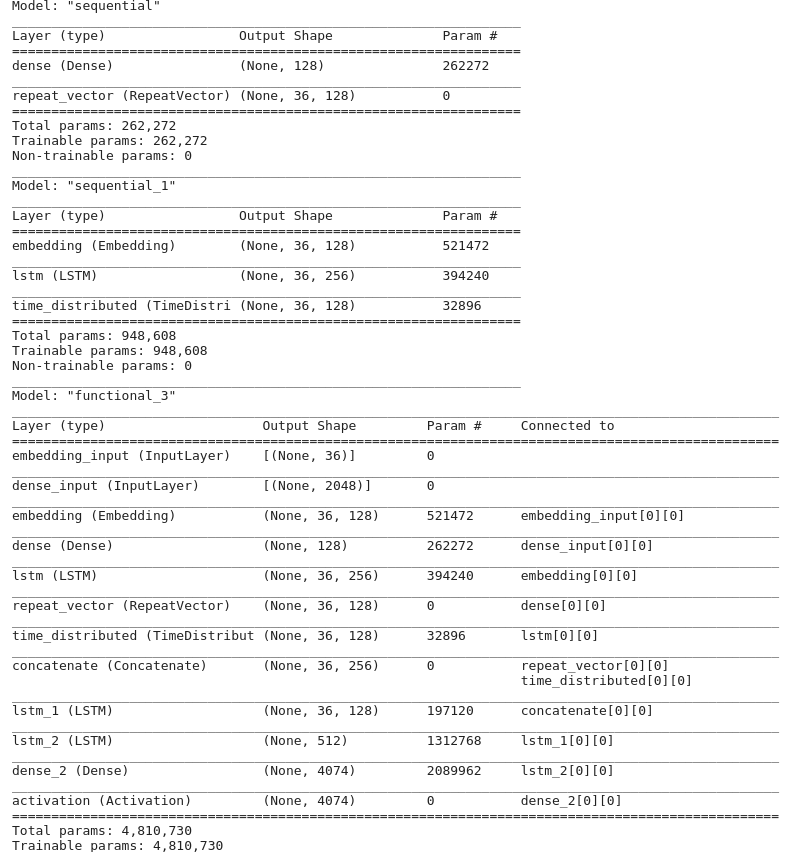 Model: "sequential"
Layer (type) Output Shape Param #
=================================================================
dense (Dense) (None, 128) 262272
repeat_vector (RepeatVector) (None, 36, 128) 0
=================================================================
Total params: 262,272
Trainable params: 262,272
Non-trainable params: 0
Model: "sequential_1"
Layer (type) Output Shape Param #
=================================================================
embedding (Embedding) (None, 36, 128) 521472
lstm (LSTM) (None, 36, 256) 394240
time_distributed (TimeDistri (None, 36, 128) 32896
=================================================================
Total params: 948,608
Trainable params: 948,608
Non-trainable params: 0
Model: "functional_3"
Layer (type) Output Shape Param # Connected to
==================================================================================================
embedding_input (InputLayer) [(None, 36)] 0
dense_input (InputLayer) [(None, 2048)] 0
embedding (Embedding) (None, 36, 128) 521472 embedding_input[0][0]
dense (Dense) (None, 128) 262272 dense_input[0][0]
lstm (LSTM) (None, 36, 256) 394240 embedding[0][0]
repeat_vector (RepeatVector) (None, 36, 128) 0 dense[0][0]
time_distributed (TimeDistribut (None, 36, 128) 32896 lstm[0][0]
concatenate (Concatenate) (None, 36, 256) 0 repeat_vector[0][0]
time_distributed[0][0]
lstm_1 (LSTM) (None, 36, 128) 197120 concatenate[0][0]
lstm_2 (LSTM) (None, 512) 1312768 lstm_1[0][0]
dense_2 (Dense) (None, 4074) 2089962 lstm_2[0][0]
activation (Activation) (None, 4074) 0 dense_2[0][0]
==================================================================================================
Total params: 4,810,730
Trainable params: 4,810,730